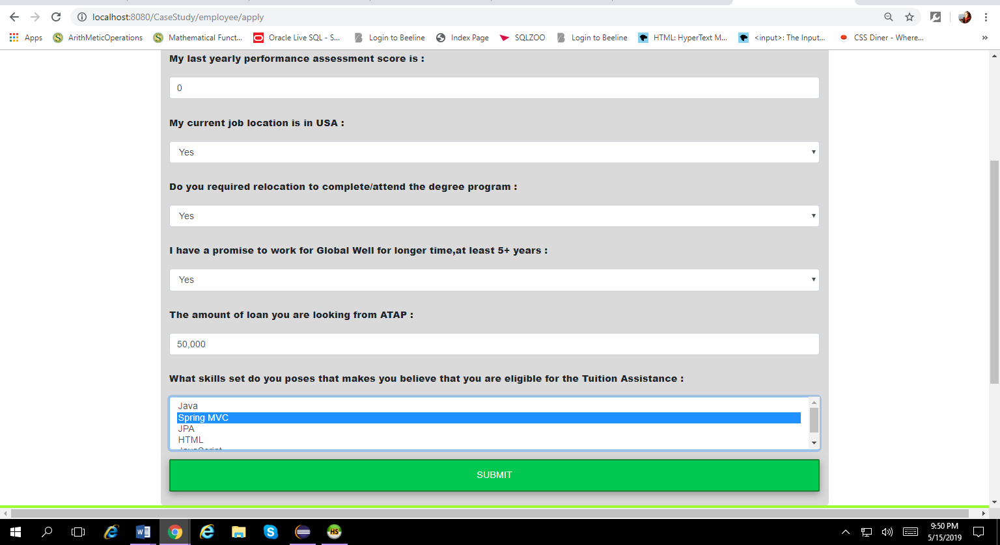 localhost:8080/CaseStudy/employee/apply
Apps ArithMeticOperations Mathematical Funct... Oracle Live SQL - S... Login to Beeline Index Page SQLZOO Login to Beeline HTML: HyperText M... <input>: The Input... CSS Diner - Where... »
My last yearly performance assessment score is :
0
My current job location is in USA :
Yes
Do you required relocation to complete/attend the degree program :
Yes
I have a promise to work for Global Well for longer time,at least 5+ years :
Yes
The amount of loan you are looking from ATAP :
50,000
What skills set do you poses that makes you believe that you are eligible for the Tuition Assistance :
Java
Spring MVC
JPA
HTML
JavaScript
SUBMIT
HS
9:50 PM
5/15/2019